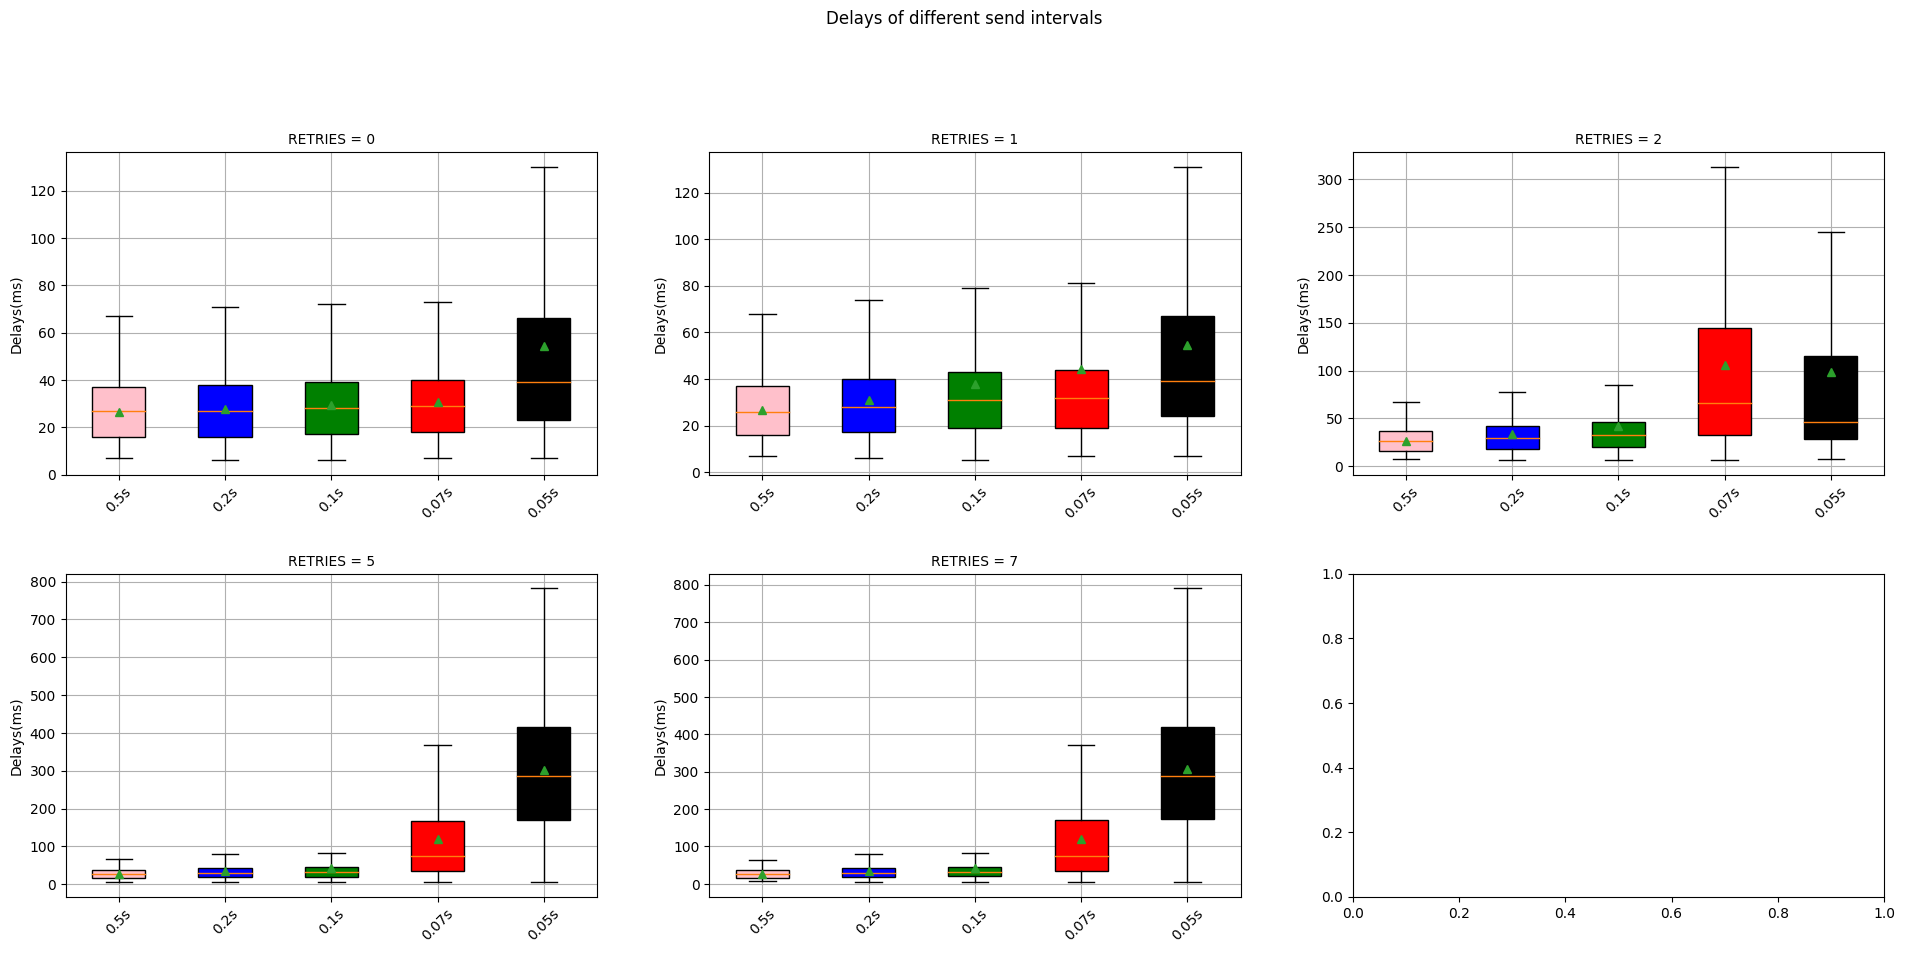 Delays of different send intervals
RETRIES = 0
Delays(ms)
120
100
80
60
40
20
0
0.5s
0.2s
0.1s
0.07s
0.05s
RETRIES = 1
Delays(ms)
120
100
80
60
40
20
0
0.5s
0.2s
0.1s
0.07s
0.05s
RETRIES = 2
Delays(ms)
300
250
200
150
100
50
0
0.5s
0.2s
0.1s
0.07s
0.05s
RETRIES = 5
Delays(ms)
800
700
600
500
400
300
200
100
0
0.5s
0.2s
0.1s
0.07s
0.05s
RETRIES = 7
Delays(ms)
800
700
600
500
400
300
200
100
0
0.5s
0.2s
0.1s
0.07s
0.05s
1.0
0.8
0.6
0.4
0.2
0.0
0.0
0.2
0.4
0.6
0.8
1.0